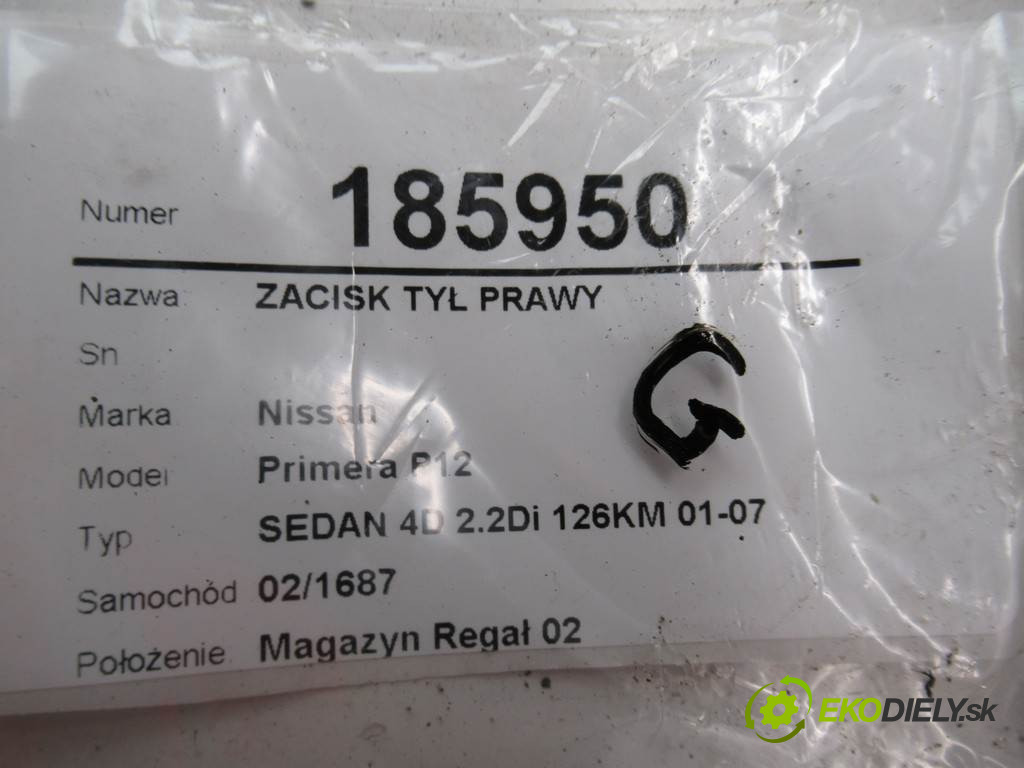 Numer 185950
Nazwa ZACISK TYŁ PRAWY
Sn
G
Marka Nissan
Model Primera P12
Typ SEDAN 4D 2.2Di 126KM 01-07
Samochód 02/1687
Położenie Magazyn Regał 02
EKODIELY.sk